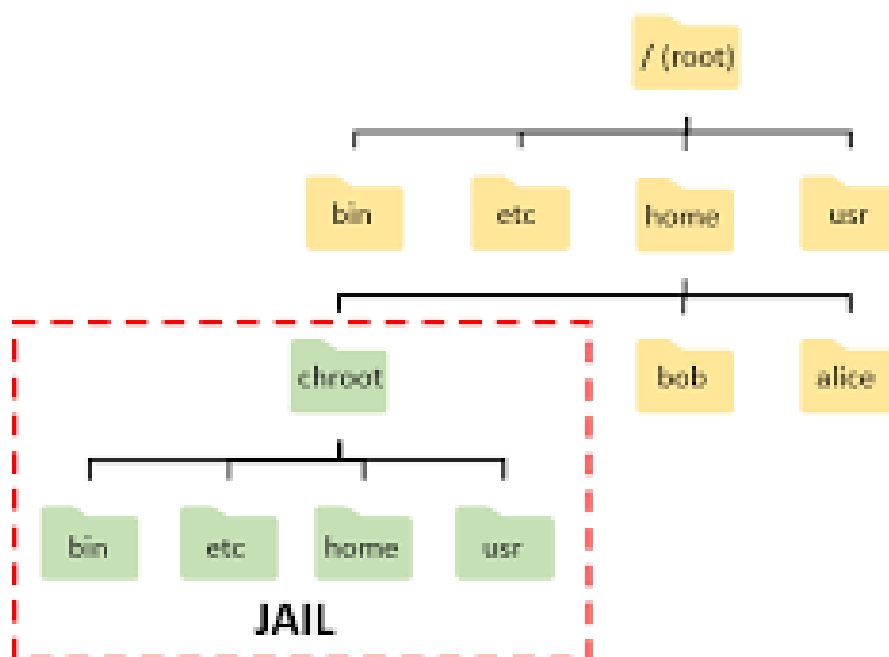 / (root)
bin
etc
home
usr
chroot
bob
alice
bin
etc
home
usr
JAIL